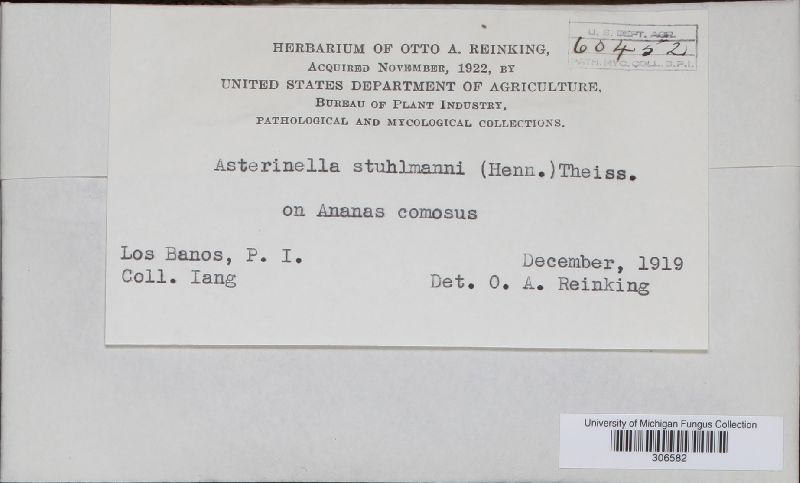 HERBARIUM OF OTTO A. REINKING,
ACQUIRED NOVEMBER, 1922, BY
UNITED STATES DEPARTMENT OF AGRICULTURE,
BUREAU OF PLANT INDUSTRY,
PATHOLOGICAL AND MYCOLOGICAL COLLECTIONS.
U. S. DEPT. AGR.
60452
PATH. MYC. COLL. B.P.I.
Asterinella stuhlmanni (Henn.)Theiss.
on Ananas comosus
Los Banos, P. I.
December, 1919
Coll. Iang
Det. O. A. Reinking
University of Michigan Fungus Collection
306582